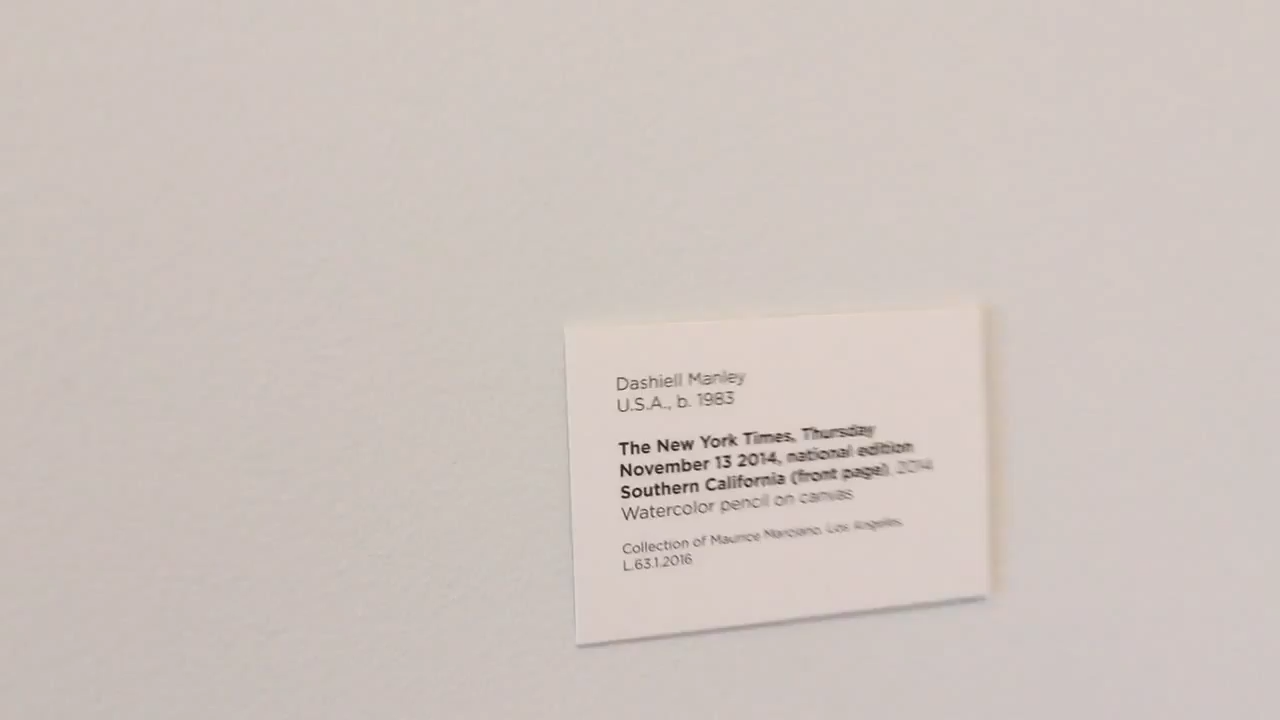 Dashiell Manley
U.S.A., b. 1983
The New York Times, Thursday
November 13 2014, national edition
Southern California (front page), 2014
Watercolor pencil on canvas
Collection of Maurice Marciano, Los Angeles
L.63.1.2016